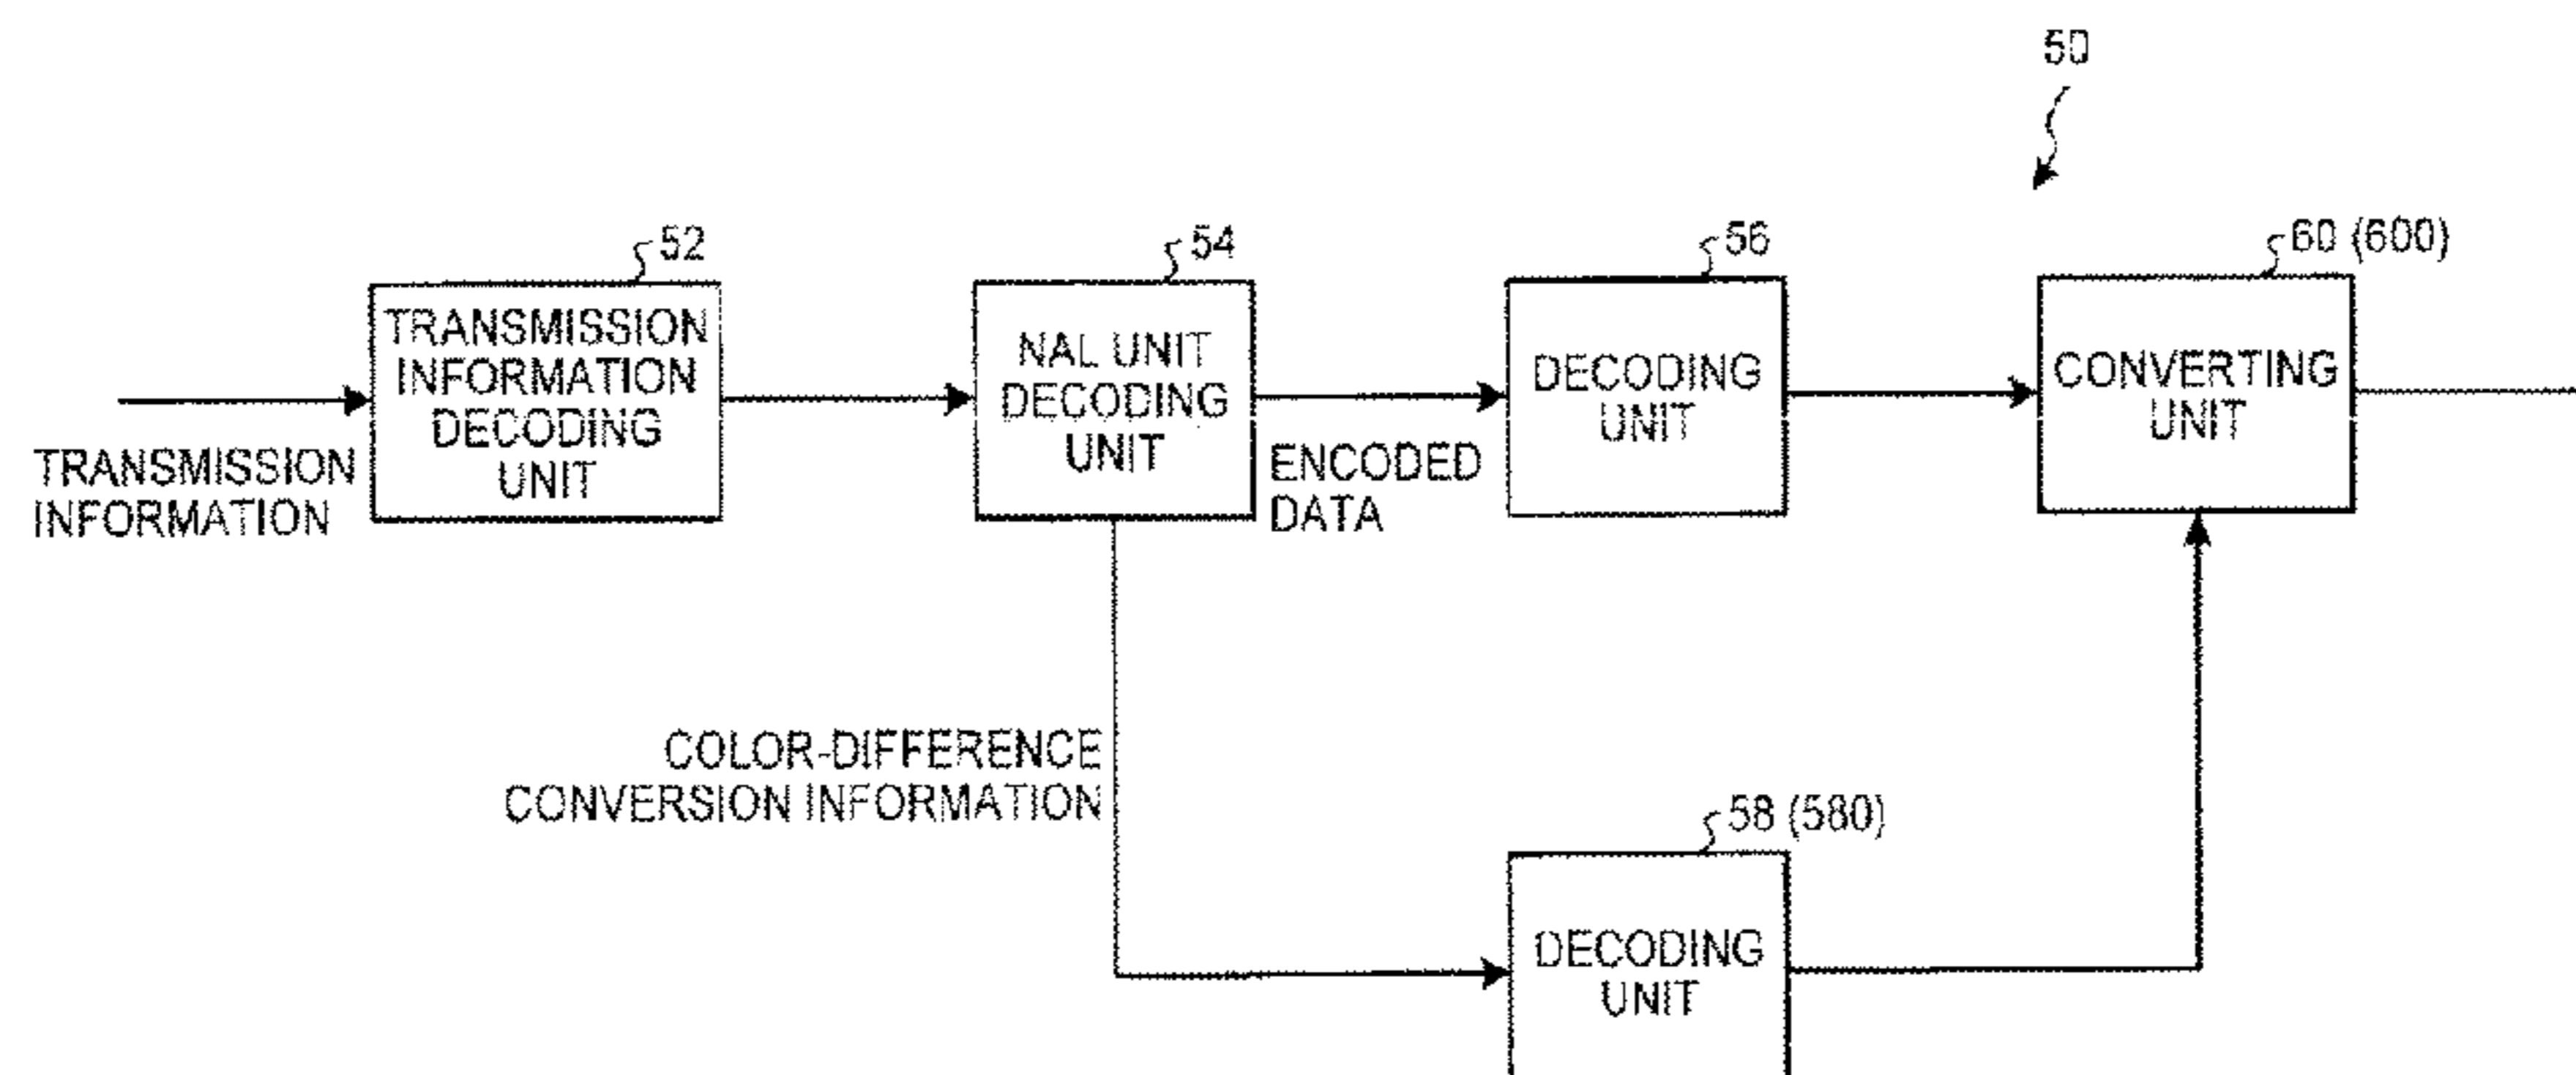 50
52
54
56
60 (600)
TRANSMISSION
INFORMATION
DECODING
UNIT
NAL UNIT
DECODING
UNIT
DECODING
UNIT
CONVERTING
UNIT
TRANSMISSION
INFORMATION
ENCODED
DATA
COLOR-DIFFERENCE
CONVERSION INFORMATION
58 (580)
DECODING
UNIT